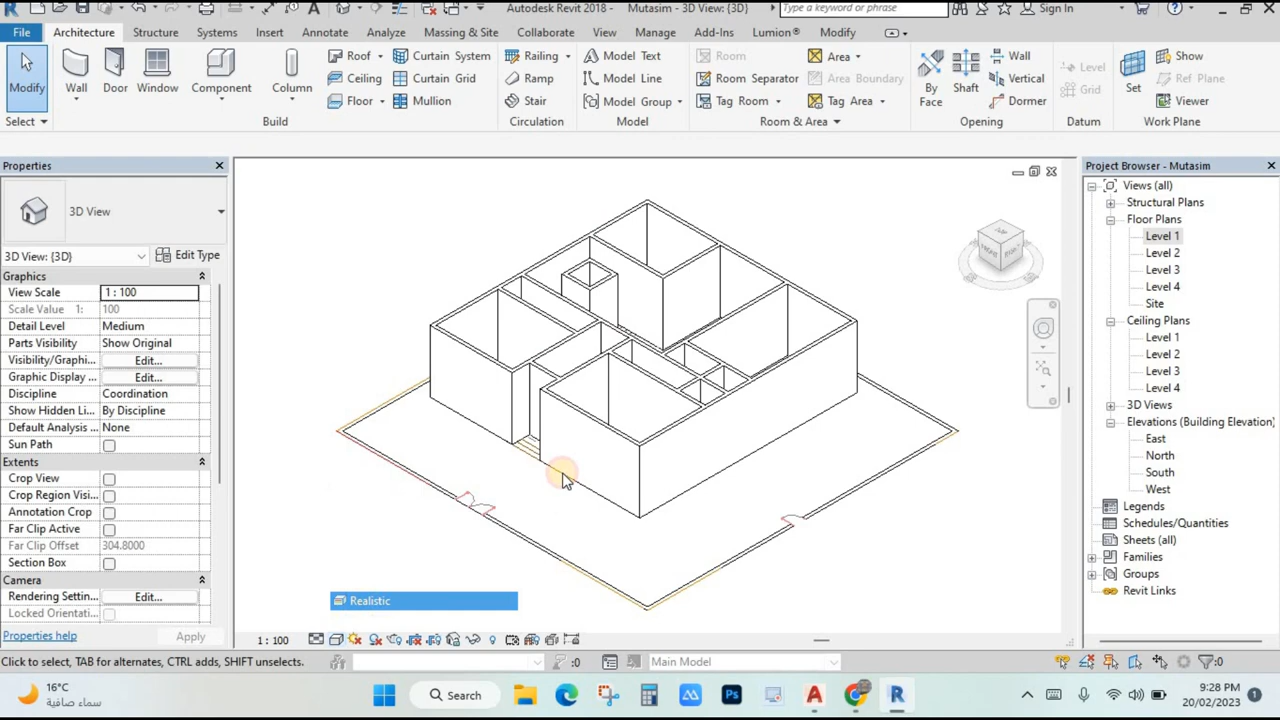 Autodesk Revit 2018 - Mutasim - 3D View: {3D}
Type a keyword or phrase
Sign In
File Architecture Structure Systems Insert Annotate Analyze Massing & Site Collaborate View Manage Add-Ins Lumion® Modify
Modify
Wall
Door
Window
Component
Column
Roof
Ceiling
Floor
Curtain System
Curtain Grid
Mullion
Railing
Ramp
Stair
Model Text
Model Line
Model Group
Room
Room Separator
Tag Room
Area
Area Boundary
Tag Area
By Face
Shaft
Wall
Vertical
Dormer
Level
Grid
Set
Show
Ref Plane
Viewer
Select Build Circulation Model Room & Area Opening Datum Work Plane
Properties
3D View
3D View: {3D}
Edit Type
Graphics
View Scale 1 : 100
Scale Value 1: 100
Detail Level Medium
Parts Visibility Show Original
Visibility/Graphi... Edit...
Graphic Display ... Edit...
Discipline Coordination
Show Hidden Li... By Discipline
Default Analysis ... None
Sun Path
Extents
Crop View
Crop Region Visi...
Annotation Crop
Far Clip Active
Far Clip Offset 304.8000
Section Box
Camera
Rendering Settin... Edit...
Locked Orientati...
Properties help
Apply
TOP
FRONT
RIGHT
Realistic
1 : 100
Project Browser - Mutasim
Views (all)
Structural Plans
Floor Plans
Level 1
Level 2
Level 3
Level 4
Site
Ceiling Plans
Level 1
Level 2
Level 3
Level 4
3D Views
Elevations (Building Elevation)
East
North
South
West
Legends
Schedules/Quantities
Sheets (all)
Families
Groups
Revit Links
Click to select, TAB for alternates, CTRL adds, SHIFT unselects.
:0
Main Model
:0
16°C
سماء صافية
Search
Ps
A
R
9:28 PM
20/02/2023
1